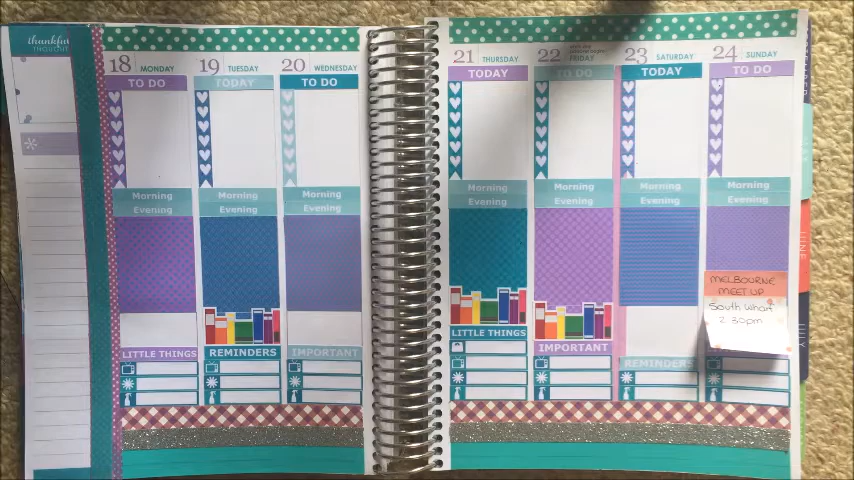 thankful
THOUGHT
18 MONDAY
19 TUESDAY
20 WEDNESDAY
TO DO
TODAY
TO DO
Morning
Evening
Morning
Evening
Morning
Evening
LITTLE THINGS
REMINDERS
IMPORTANT
21 THURSDAY
22 FRIDAY
23 SATURDAY
24 SUNDAY
TODAY
TO DO
TODAY
TO DO
Morning
Evening
Morning
Evening
Morning
Evening
Morning
Evening
MELBOURNE
MEET UP
South Wharf
2.30pm
LITTLE THINGS
IMPORTANT
REMINDERS
MAY
JUNE
JULY